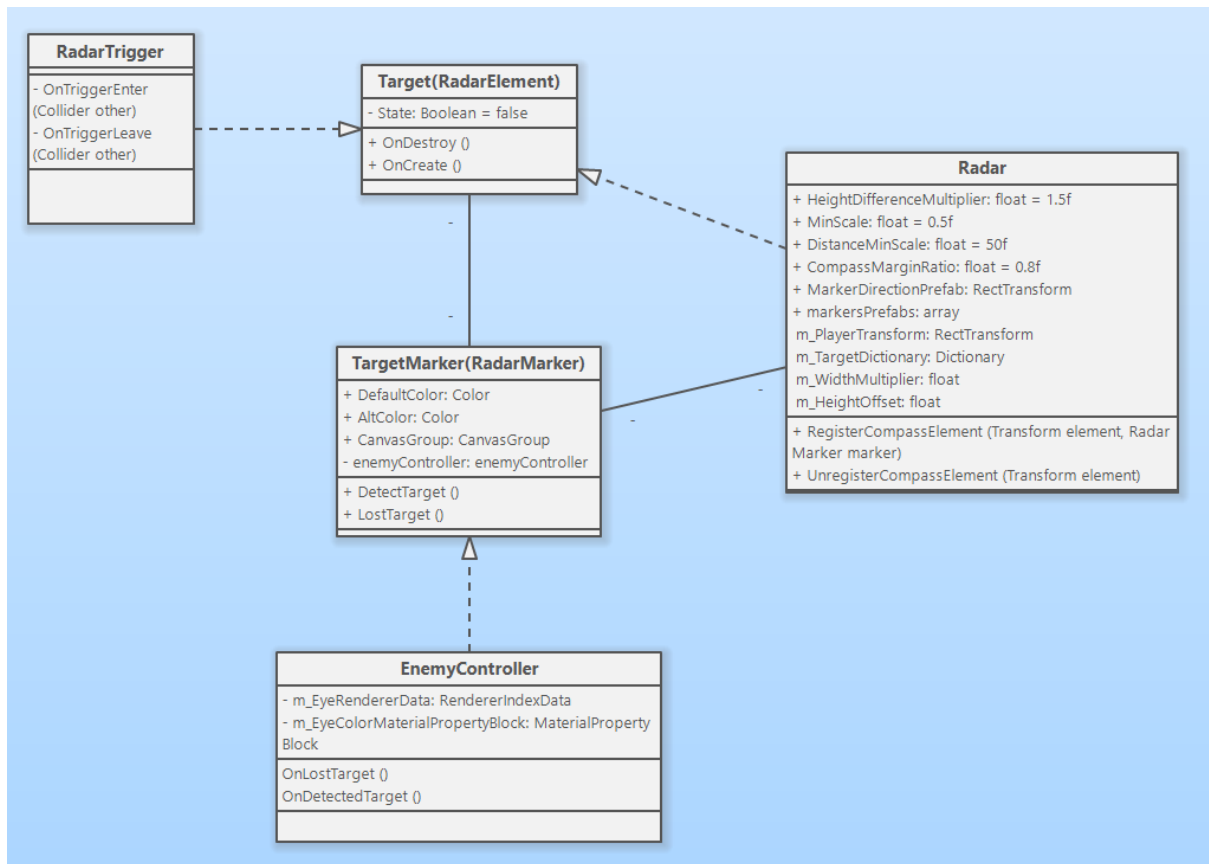 RadarTrigger
- OnTriggerEnter
(Collider other)
- OnTriggerLeave
(Collider other)
Target(RadarElement)
- State: Boolean = false
+ OnDestroy ()
+ OnCreate ()
Radar
+ HeightDifferenceMultiplier: float = 1.5f
+ MinScale: float = 0.5f
+ DistanceMinScale: float = 50f
+ CompassMarginRatio: float = 0.8f
+ MarkerDirectionPrefab: RectTransform
+ markersPrefabs: array
m_PlayerTransform: RectTransform
m_TargetDictionary: Dictionary
m_WidthMultiplier: float
m_HeightOffset: float
+ RegisterCompassElement (Transform element, Radar
Marker marker)
+ UnregisterCompassElement (Transform element)
-
-
TargetMarker(RadarMarker)
+ DefaultColor: Color
+ AltColor: Color
+ CanvasGroup: CanvasGroup
- enemyController: enemyController
+ DetectTarget ()
+ LostTarget ()
-
-
EnemyController
- m_EyeRendererData: RendererIndexData
- m_EyeColorMaterialPropertyBlock: MaterialProperty
Block
OnLostTarget ()
OnDetectedTarget ()